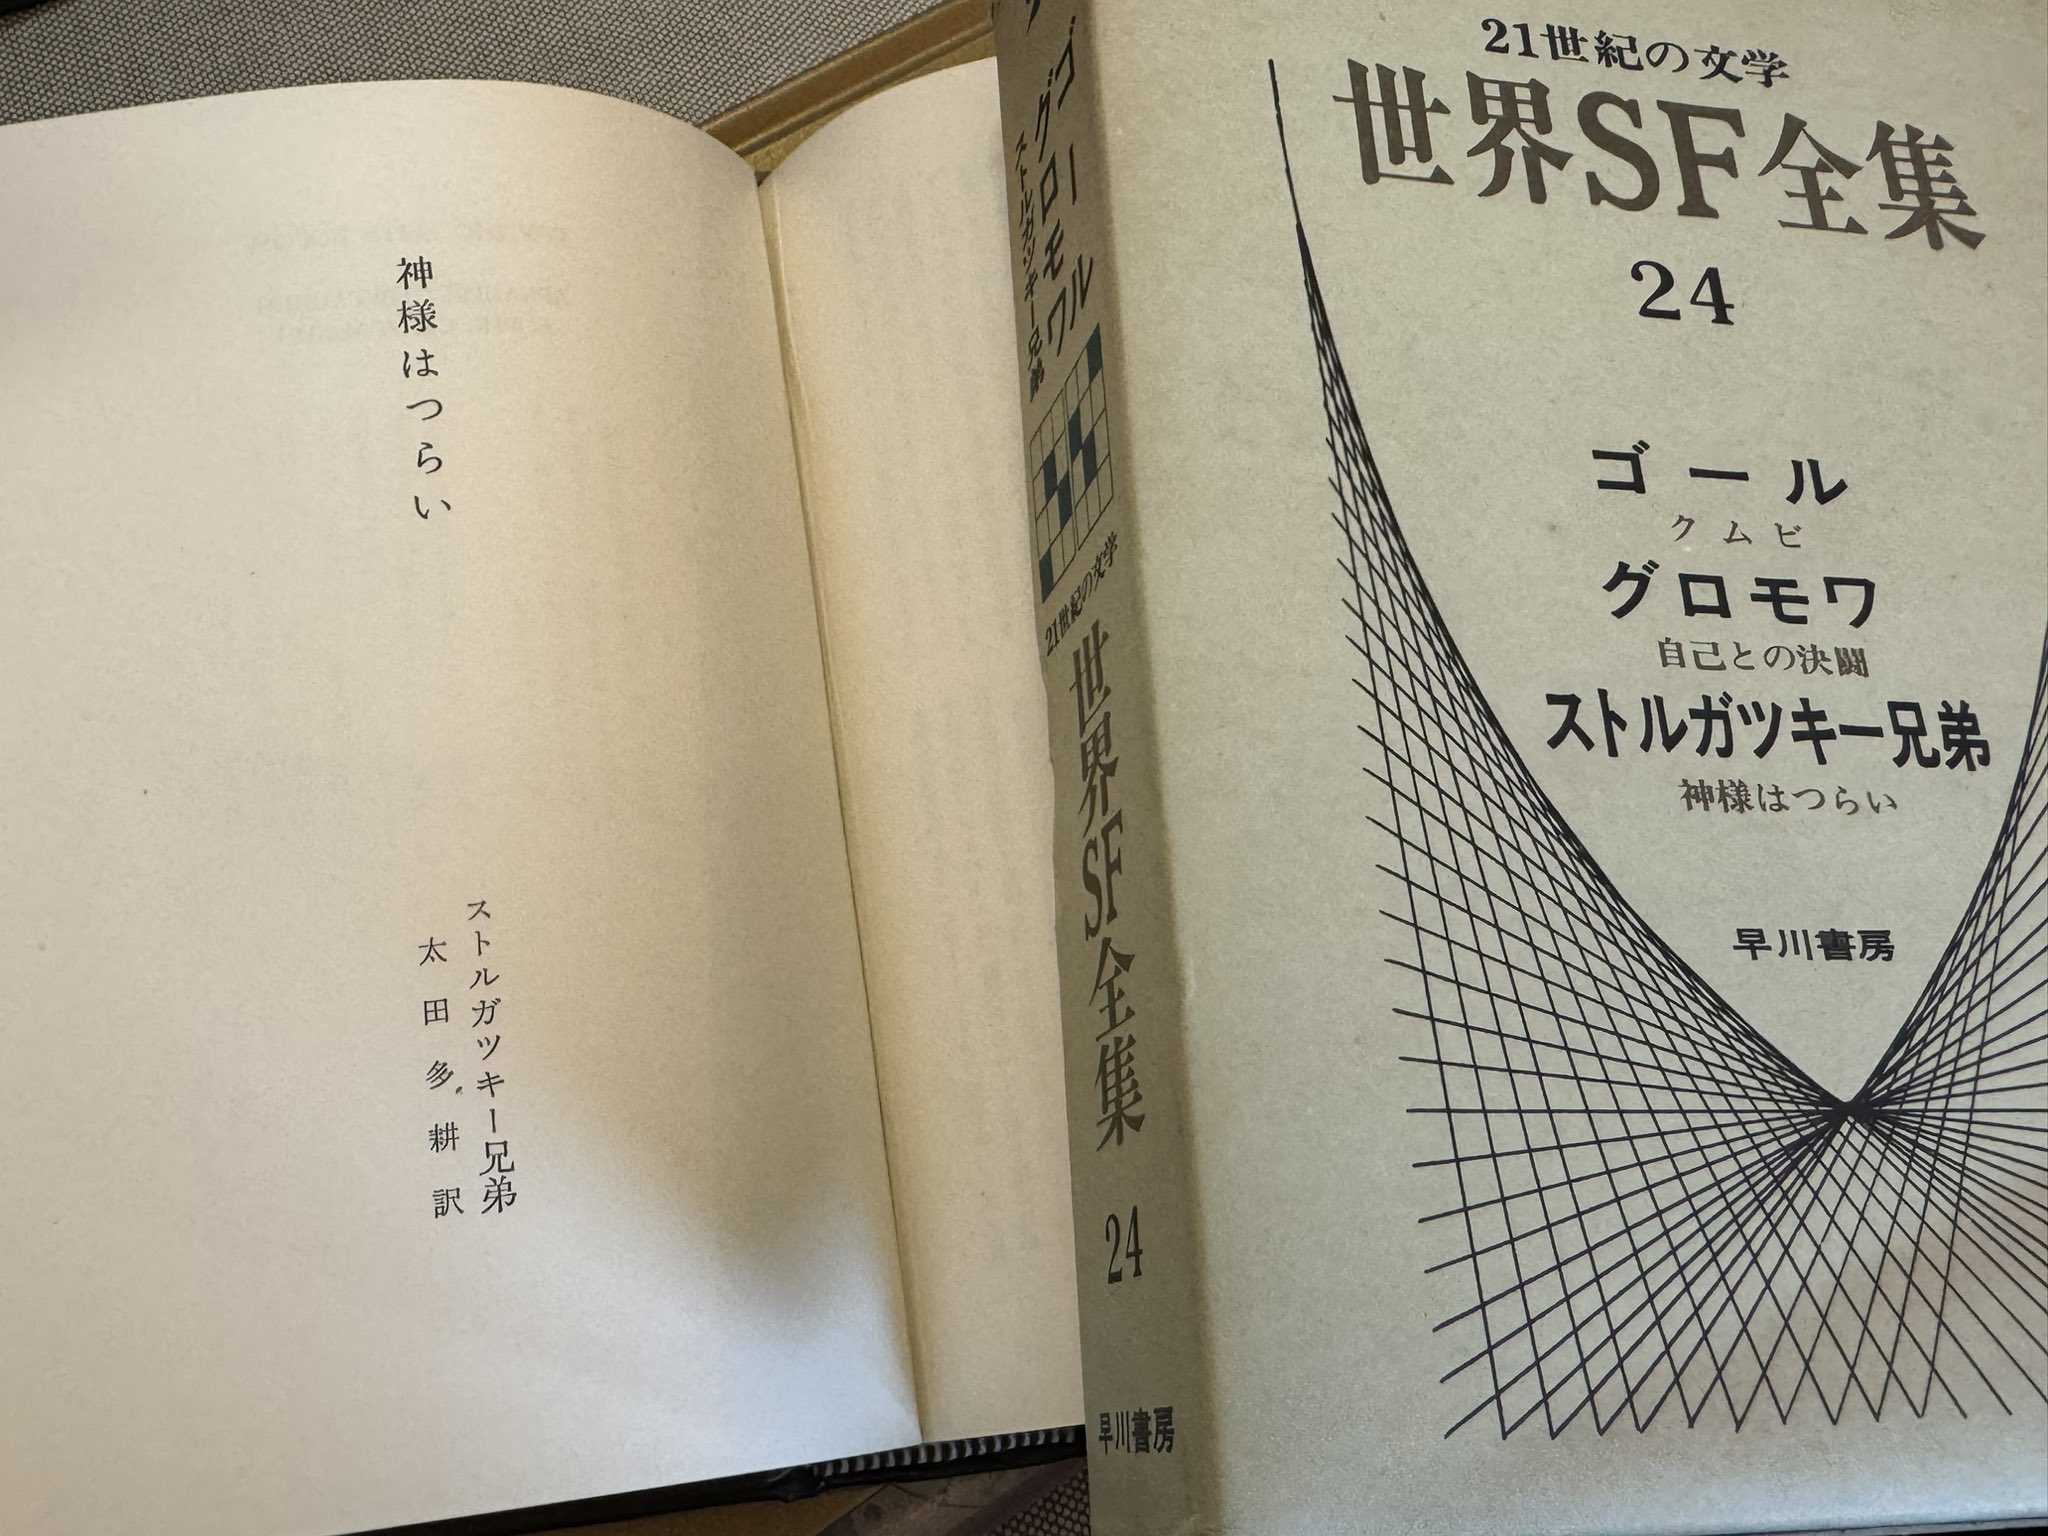 神様はつらい
ストルガツキー兄弟
太田多耕訳
ゴール
グロモワ
ストルガツキー兄弟
21世紀の文学
世界SF全集
24
早川書房
21世紀の文学
世界SF全集
24
ゴール
クムビ
グロモワ
自己との決闘
ストルガツキー兄弟
神様はつらい
早川書房